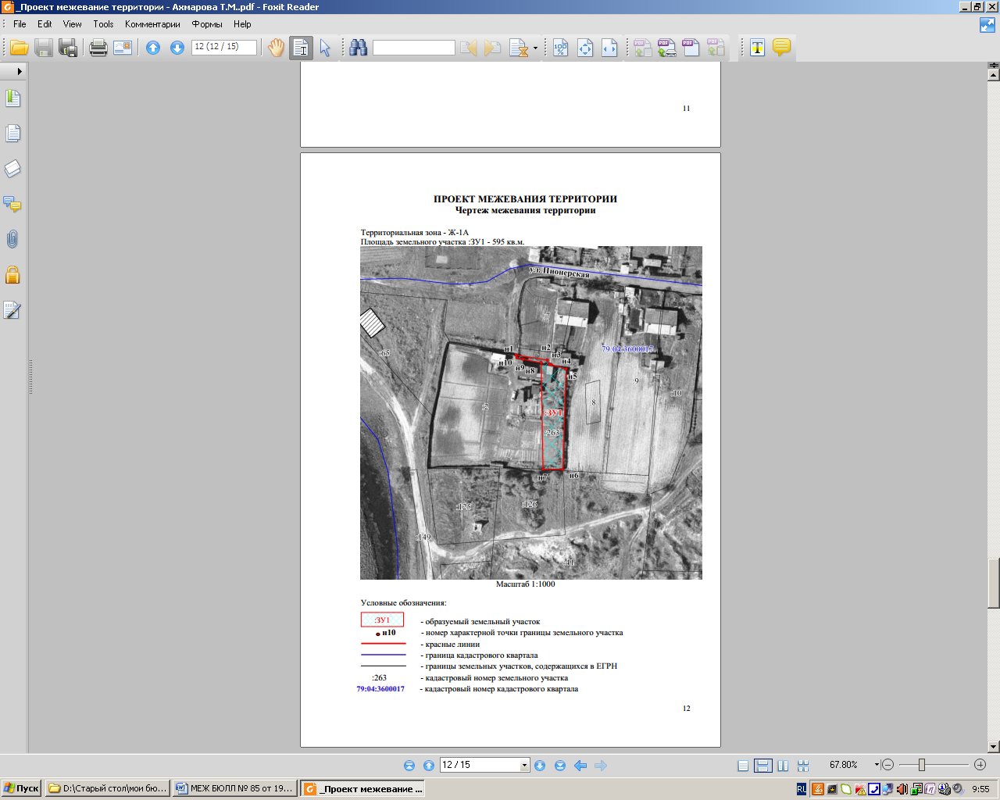 _Проект межевание территории - Ахмарова Т.М..pdf - Foxit Reader
File Edit View Tools Комментарии Формы Help
12 (12 / 15)
11
ПРОЕКТ МЕЖЕВАНИЯ ТЕРРИТОРИИ
Чертеж межевания территории
Территориальная зона - Ж-1А
Площадь земельного участка :ЗУ1 - 595 кв.м.
ул. Пионерская
:7
н1 н2
н3
79:04:3600017
:65
н10 н4
н9 н8 н5
:9
:10
:2
8
:ЗУ1
:263
н7 н6
:125 :126
:149
:41
Масштаб 1:1000
Условные обозначения:
:ЗУ1 - образуемый земельный участок
н10 - номер характерной точки границы земельного участка
- красные линии
- граница кадастрового квартала
- границы земельных участков, содержащихся в ЕГРН
:263 - кадастровый номер земельного участка
79:04:3600017 - кадастровый номер кадастрового квартала
12
12 / 15
67.80%
Пуск D:\Старый стол\мои бю... МЕЖ БЮЛЛ № 85 от 19... _Проект межевание ... RU 9:55